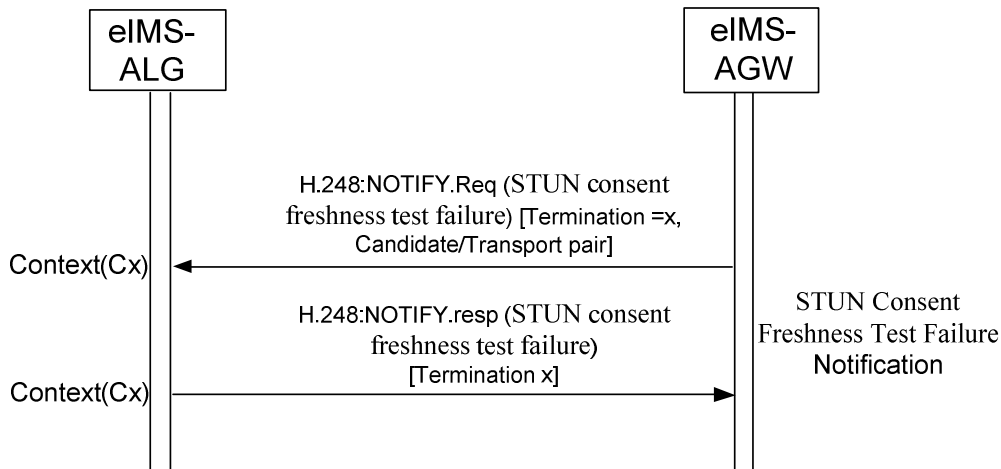 eIMS-
ALG
eIMS-
AGW
H.248:NOTIFY.Req (STUN consent
freshness test failure) [Termination =x,
Candidate/Transport pair]
Context(Cx)
H.248:NOTIFY.resp (STUN consent
freshness test failure)
[Termination x]
Context(Cx)
STUN Consent
Freshness Test Failure
Notification